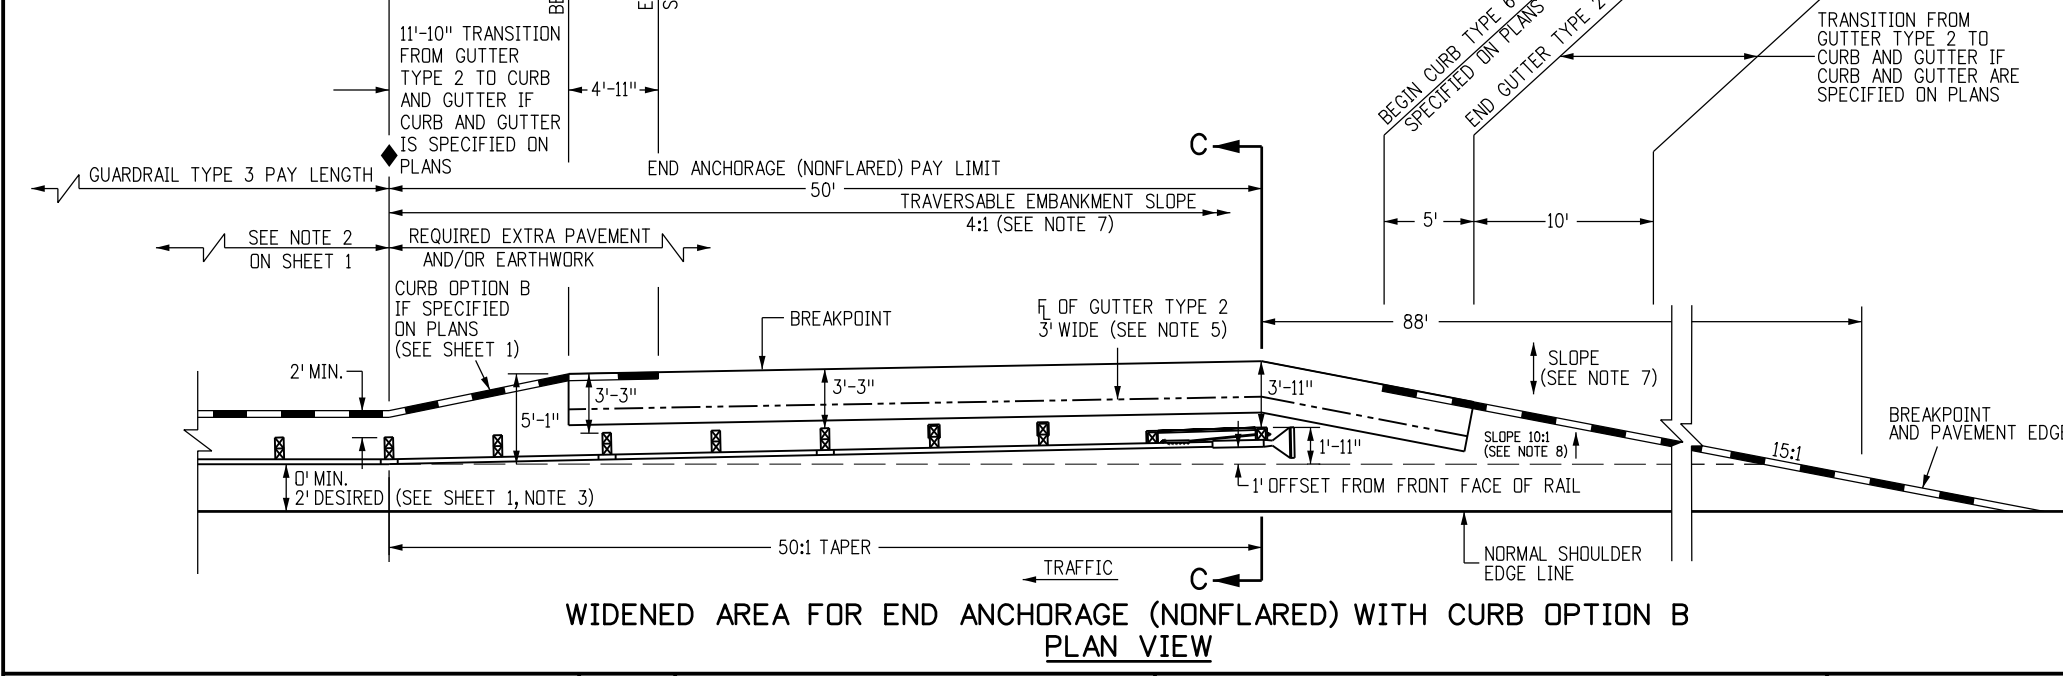 11'-10" TRANSITION
FROM GUTTER
TYPE 2 TO CURB
AND GUTTER IF
CURB AND GUTTER
IS SPECIFIED ON
PLANS
4'-11"
BEGIN CURB TYPE 6
SPECIFIED ON PLANS
END GUTTER TYPE 2
TRANSITION FROM
GUTTER TYPE 2 TO
CURB AND GUTTER IF
CURB AND GUTTER ARE
SPECIFIED ON PLANS
C
GUARDRAIL TYPE 3 PAY LENGTH
END ANCHORAGE (NONFLARED) PAY LIMIT
50'
TRAVERSABLE EMBANKMENT SLOPE
4:1 (SEE NOTE 7)
5'
10'
SEE NOTE 2
ON SHEET 1
REQUIRED EXTRA PAVEMENT
AND/OR EARTHWORK
CURB OPTION B
IF SPECIFIED
ON PLANS
(SEE SHEET 1)
BREAKPOINT
FL OF GUTTER TYPE 2
3' WIDE (SEE NOTE 5)
88'
SLOPE
(SEE NOTE 7)
2' MIN.
5'-1"
3'-3"
3'-3"
3'-11"
1'-11"
SLOPE 10:1
(SEE NOTE 8)
BREAKPOINT
AND PAVEMENT EDGE
15:1
0' MIN.
2' DESIRED (SEE SHEET 1, NOTE 3)
1' OFFSET FROM FRONT FACE OF RAIL
50:1 TAPER
TRAFFIC
C
NORMAL SHOULDER
EDGE LINE
WIDENED AREA FOR END ANCHORAGE (NONFLARED) WITH CURB OPTION B
PLAN VIEW